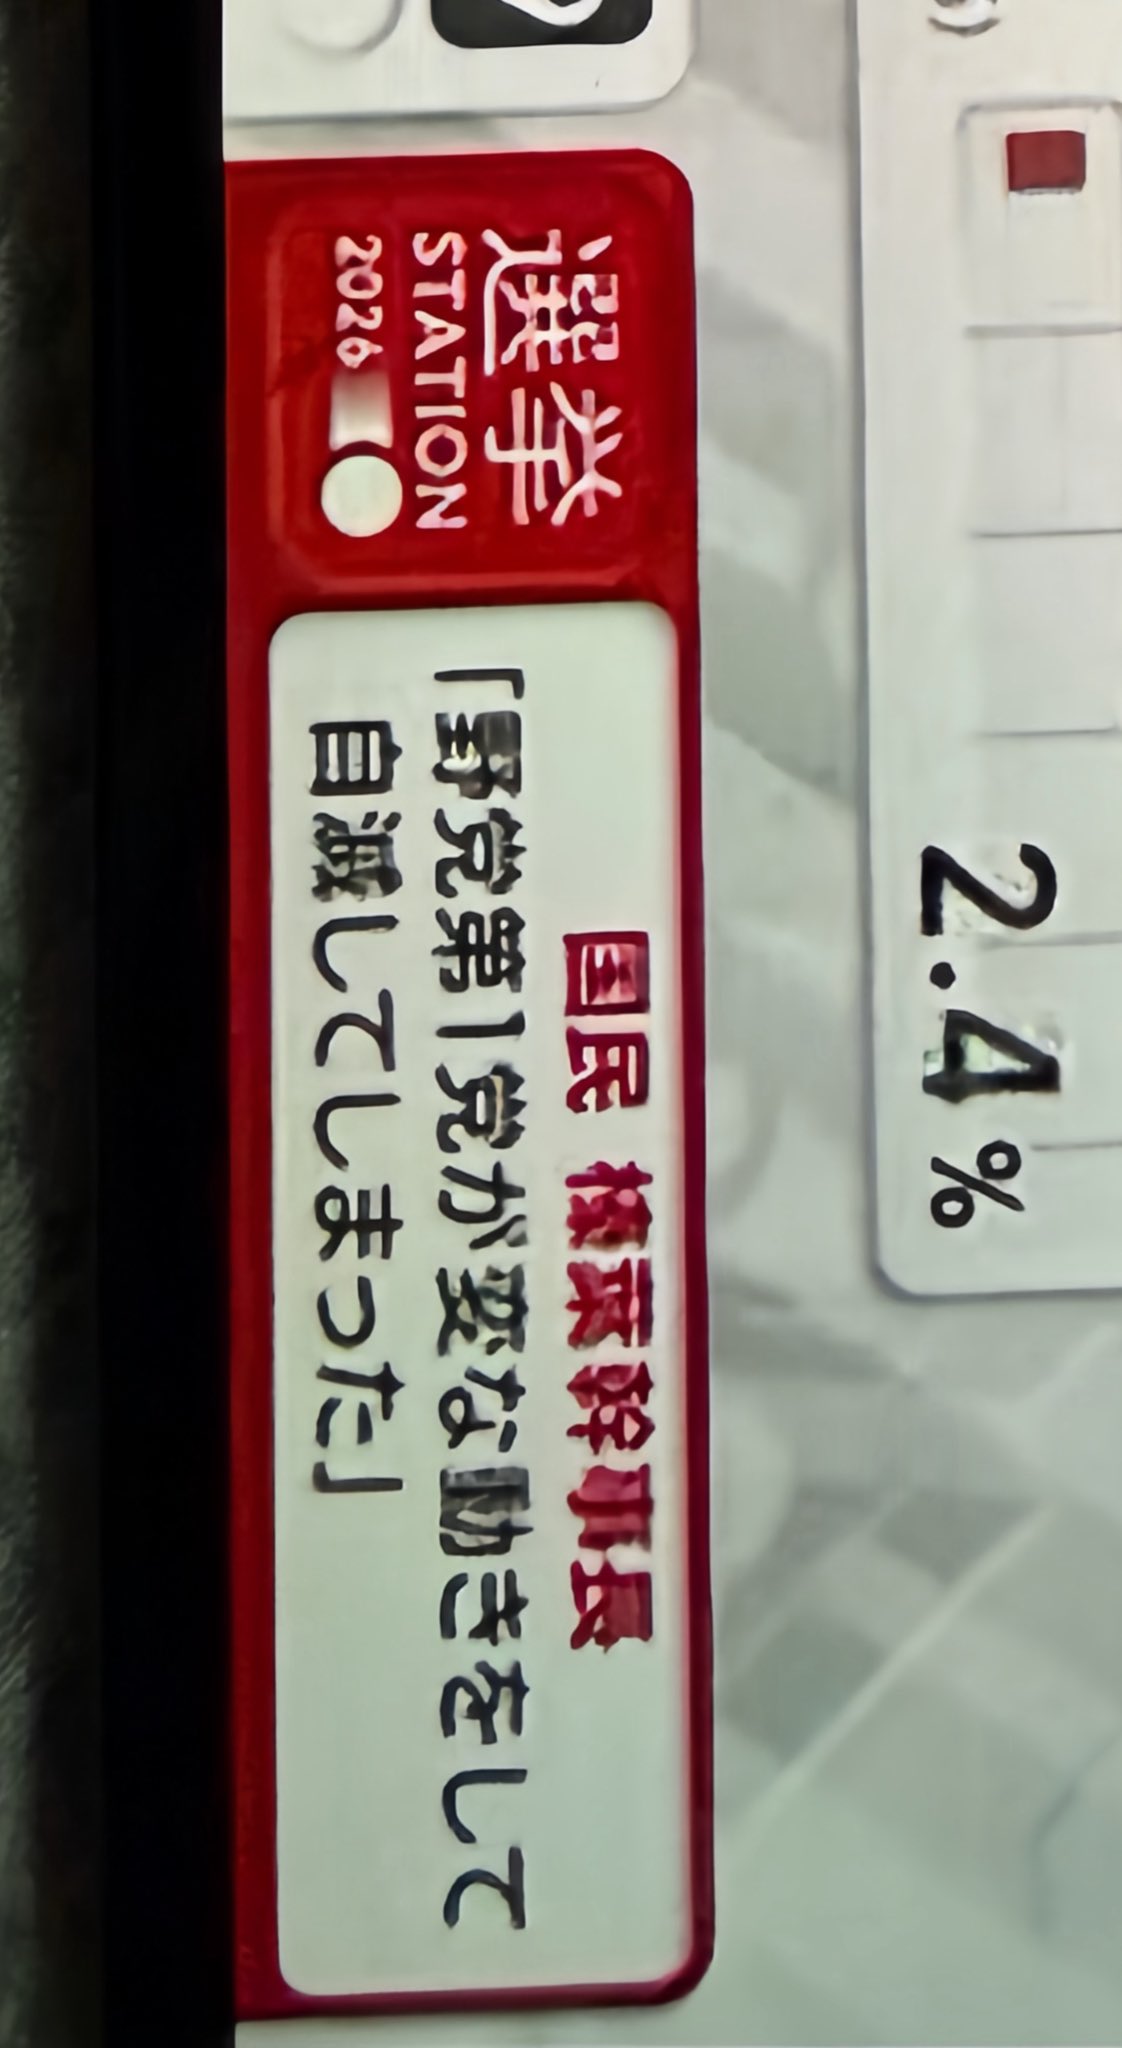 選挙
STATION
2026
国民 榛葉幹事長
「野党第1党が変な動きをして
自滅してしまった」
2.4%